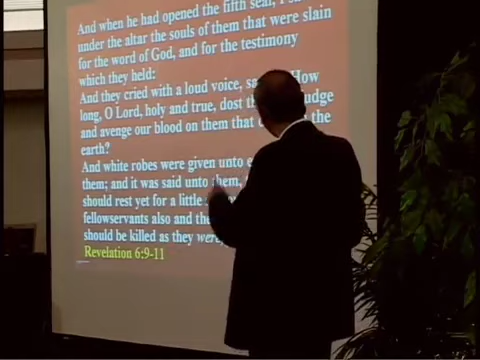 And when he had opened the fifth seal, I
under the altar the souls of them that were slain
for the word of God, and for the testimony
which they held:
And they cried with a loud voice, How
long, O Lord, holy and true, dost
and avenge our blood on them that the
earth?
And white robes were given unto
them; and it was said unto them,
should rest yet for a little
fellowservants also and
should be killed as they were
Revelation 6:9-11